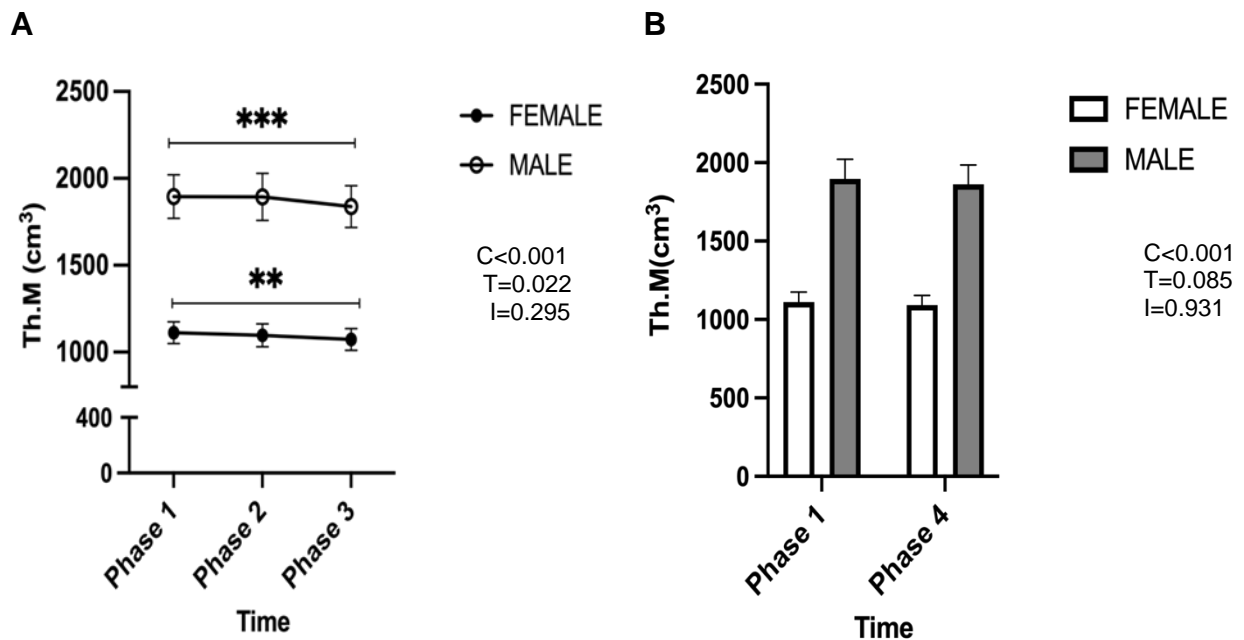 A
Th.M (cm³)
2500
2000
1500
1000
400
0
***
**
Phase 1
Phase 2
Phase 3
Time
FEMALE
MALE
C<0.001
T=0.022
I=0.295
B
Th.M(cm³)
2500
2000
1500
1000
500
0
Phase 1
Phase 4
Time
FEMALE
MALE
C<0.001
T=0.085
I=0.931